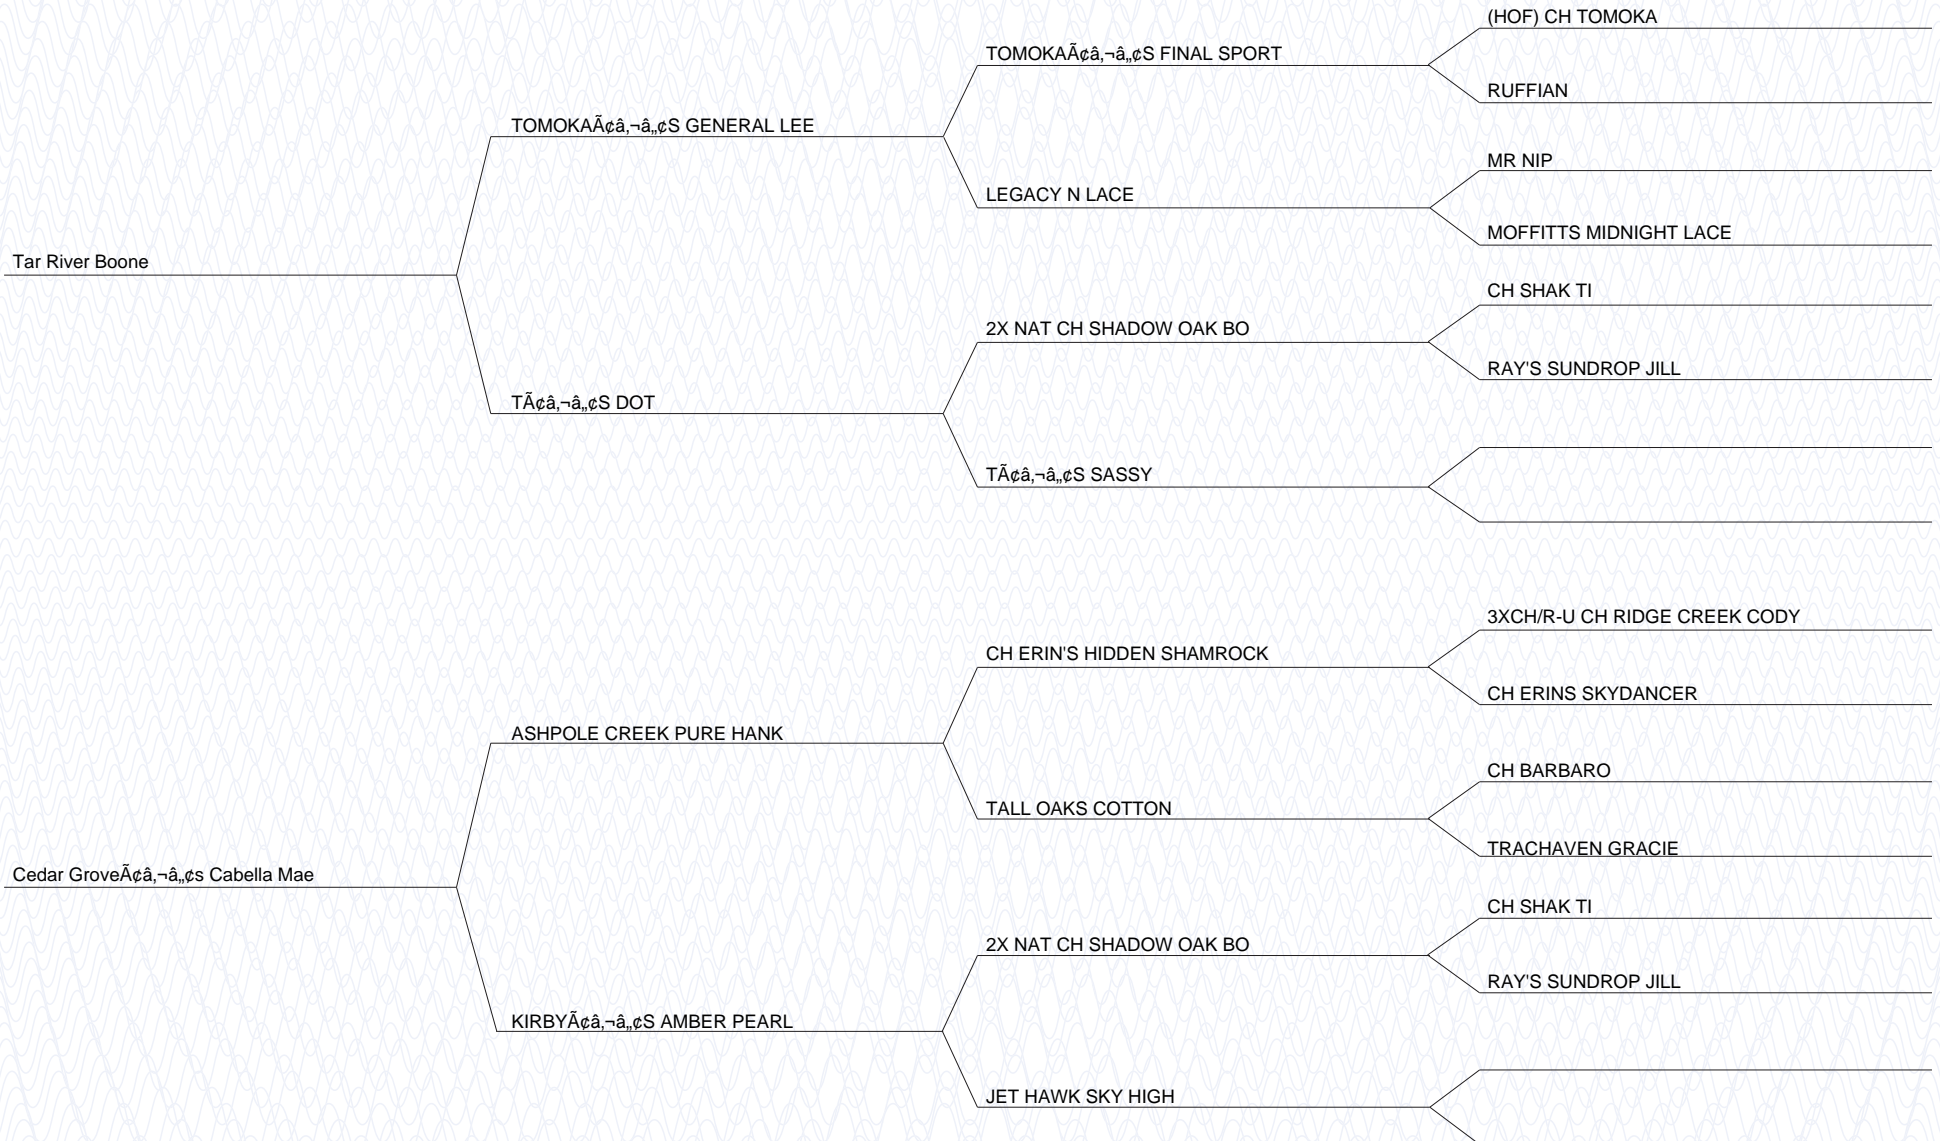 (HOF) CH TOMOKA
TOMOKAÃ¢â‚¬â„¢S FINAL SPORT
RUFFIAN
TOMOKAÃ¢â‚¬â„¢S GENERAL LEE
MR NIP
LEGACY N LACE
MOFFITTS MIDNIGHT LACE
Tar River Boone
CH SHAK TI
2X NAT CH SHADOW OAK BO
RAY'S SUNDROP JILL
TÃ¢â‚¬â„¢S DOT
TÃ¢â‚¬â„¢S SASSY
3XCH/R-U CH RIDGE CREEK CODY
CH ERIN'S HIDDEN SHAMROCK
CH ERINS SKYDANCER
ASHPOLE CREEK PURE HANK
CH BARBARO
TALL OAKS COTTON
TRACHAVEN GRACIE
Cedar GroveÃ¢â‚¬â„¢s Cabella Mae
CH SHAK TI
2X NAT CH SHADOW OAK BO
RAY'S SUNDROP JILL
KIRBYÃ¢â‚¬â„¢S AMBER PEARL
JET HAWK SKY HIGH